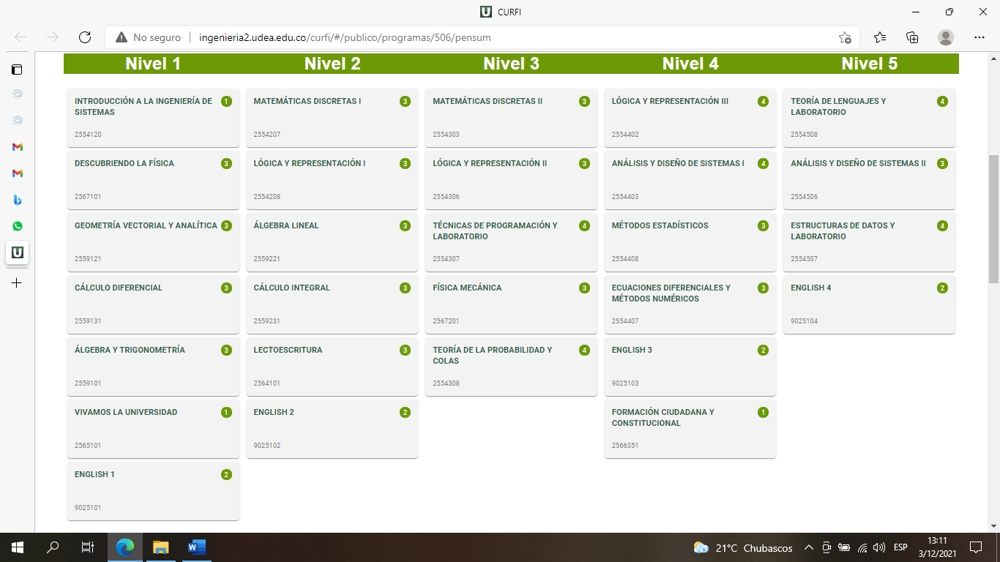 CURFI
No seguro
ingenieria2.udea.edu.co/curfi/#/publico/programas/506/pensum
Nivel 1
Nivel 2
Nivel 3
Nivel 4
Nivel 5
INTRODUCCIÓN A LA INGENIERÍA DE 1
SISTEMAS
2554120
MATEMÁTICAS DISCRETAS I 3
2554207
MATEMÁTICAS DISCRETAS II 3
2554303
LÓGICA Y REPRESENTACIÓN III 4
2554402
TEORÍA DE LENGUAJES Y 4
LABORATORIO
2554508
DESCUBRIENDO LA FÍSICA 3
2567101
LÓGICA Y REPRESENTACIÓN I 3
2554208
LÓGICA Y REPRESENTACIÓN II 3
2554306
ANÁLISIS Y DISEÑO DE SISTEMAS I 4
2554403
ANÁLISIS Y DISEÑO DE SISTEMAS II 3
2554506
GEOMETRÍA VECTORIAL Y ANALÍTICA 3
2559121
ÁLGEBRA LINEAL 3
2559221
TÉCNICAS DE PROGRAMACIÓN Y 4
LABORATORIO
2554307
MÉTODOS ESTADÍSTICOS 3
2554408
ESTRUCTURAS DE DATOS Y 4
LABORATORIO
2554507
CÁLCULO DIFERENCIAL 3
2559131
CÁLCULO INTEGRAL 3
2559231
FÍSICA MECÁNICA 3
2567201
ECUACIONES DIFERENCIALES Y 3
MÉTODOS NUMÉRICOS
2554407
ENGLISH 4 2
9025104
ÁLGEBRA Y TRIGONOMETRÍA 3
2559101
LECTOESCRITURA 3
2564101
TEORÍA DE LA PROBABILIDAD Y 4
COLAS
2554308
ENGLISH 3 2
9025103
VIVAMOS LA UNIVERSIDAD 1
2565101
ENGLISH 2 2
9025102
FORMACIÓN CIUDADANA Y 1
CONSTITUCIONAL
2566351
ENGLISH 1 2
9025101
21°C Chubascos
ESP
13:11
3/12/2021